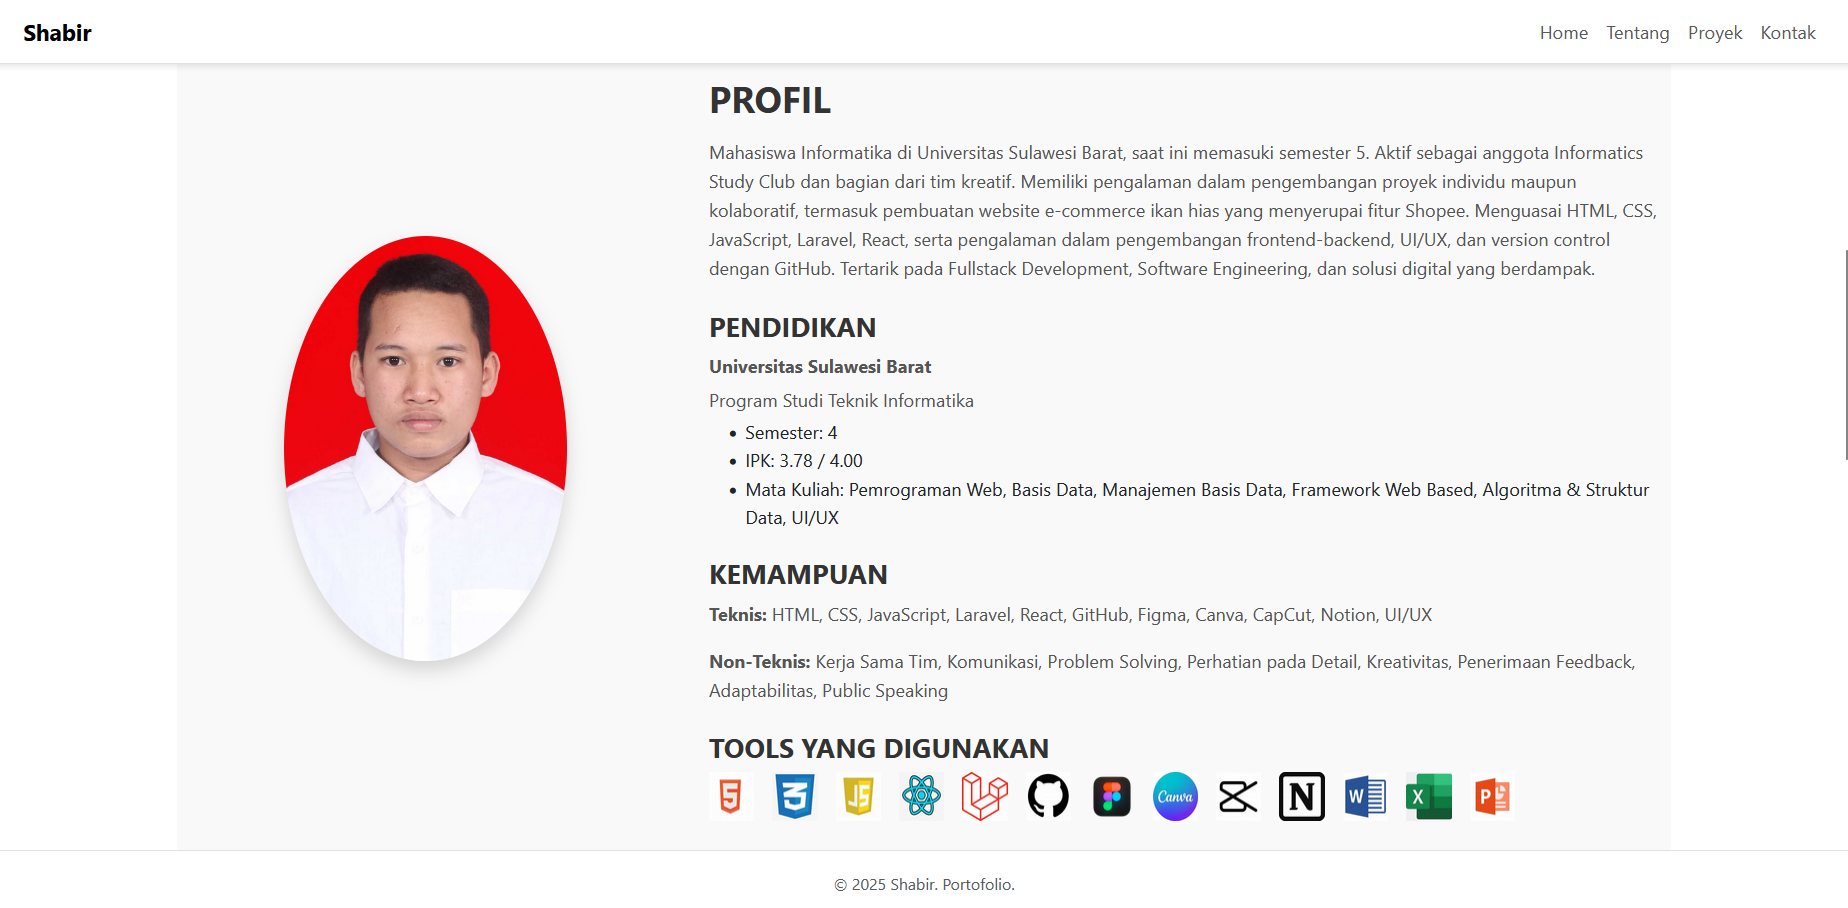 Shabir
Home Tentang Proyek Kontak
PROFIL
Mahasiswa Informatika di Universitas Sulawesi Barat, saat ini memasuki semester 5. Aktif sebagai anggota Informatics
Study Club dan bagian dari tim kreatif. Memiliki pengalaman dalam pengembangan proyek individu maupun
kolaboratif, termasuk pembuatan website e-commerce ikan hias yang menyerupai fitur Shopee. Menguasai HTML, CSS,
JavaScript, Laravel, React, serta pengalaman dalam pengembangan frontend-backend, UI/UX, dan version control
dengan GitHub. Tertarik pada Fullstack Development, Software Engineering, dan solusi digital yang berdampak.
PENDIDIKAN
Universitas Sulawesi Barat
Program Studi Teknik Informatika
• Semester: 4
• IPK: 3.78 / 4.00
• Mata Kuliah: Pemrograman Web, Basis Data, Manajemen Basis Data, Framework Web Based, Algoritma & Struktur
Data, UI/UX
KEMAMPUAN
Teknis: HTML, CSS, JavaScript, Laravel, React, GitHub, Figma, Canva, CapCut, Notion, UI/UX
Non-Teknis: Kerja Sama Tim, Komunikasi, Problem Solving, Perhatian pada Detail, Kreativitas, Penerimaan Feedback,
Adaptabilitas, Public Speaking
TOOLS YANG DIGUNAKAN
5 3 JS Canva N W X P
© 2025 Shabir. Portofolio.